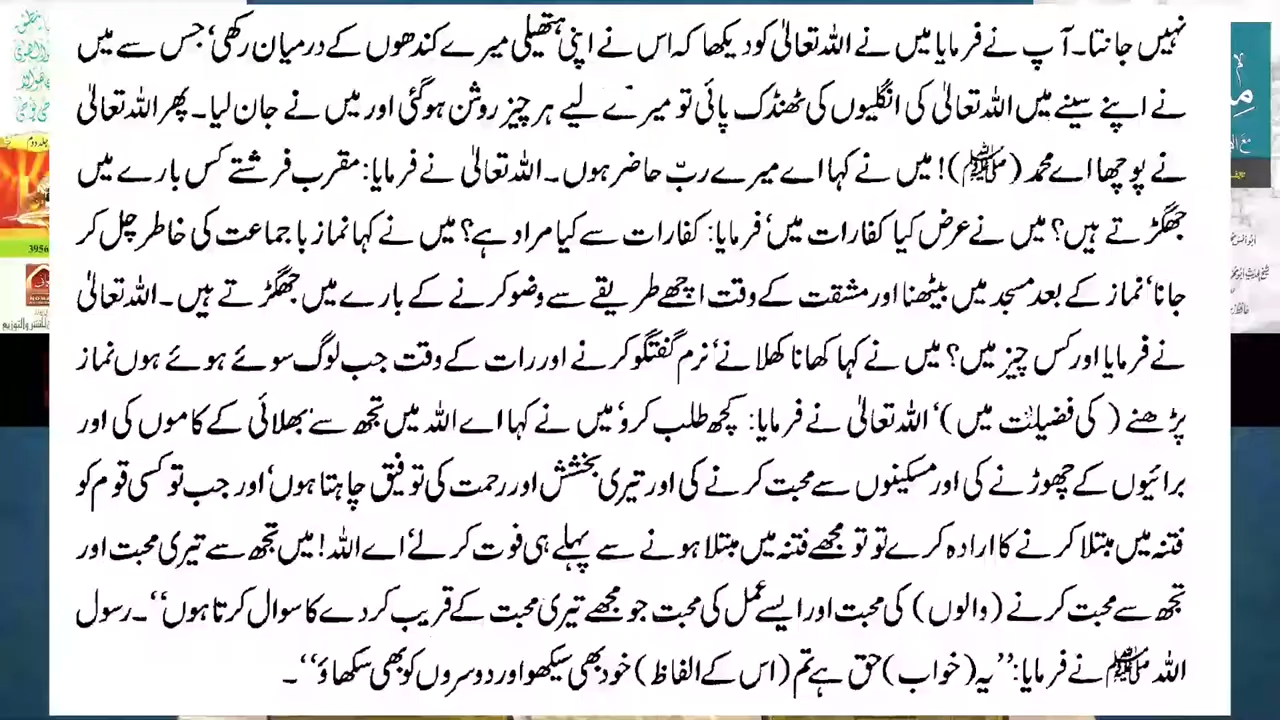 نہیں جانتا۔ آپ نے فرمایا میں نے اللہ تعالیٰ کو دیکھا کہ اس نے اپنی ہتھیلی میرے کندھوں کے درمیان رکھی‘ جس سے میں
نے اپنے سینے میں اللہ تعالیٰ کی انگلیوں کی ٹھنڈک پائی تو میرے لیے ہر چیز روشن ہوگئی اور میں نے جان لیا۔ پھر اللہ تعالیٰ
نے پوچھا اے محمد (ﷺ)! میں نے کہا اے میرے ربّ حاضر ہوں۔ اللہ تعالیٰ نے فرمایا: مقرب فرشتے کس بارے میں
جھگڑتے ہیں؟ میں نے عرض کیا کفارات میں‘ فرمایا: کفارات سے کیا مراد ہے؟ میں نے کہا نماز با جماعت کی خاطر چل کر
جانا‘ نماز کے بعد مسجد میں بیٹھنا اور مشقت کے وقت اچھے طریقے سے وضو کرنے کے بارے میں جھگڑتے ہیں۔ اللہ تعالیٰ
نے فرمایا اور کس چیز میں؟ میں نے کہا کھانا کھلانے‘ نرم گفتگو کرنے اور رات کے وقت جب لوگ سوئے ہوئے ہوں نماز
پڑھنے (کی فضیلت میں)‘ اللہ تعالیٰ نے فرمایا: کچھ طلب کرو‘ میں نے کہا اے اللہ میں تجھ سے بھلائی کے کاموں کی اور
برائیوں کے چھوڑنے کی اور مسکینوں سے محبت کرنے کی اور تیری بخشش اور رحمت کی توفیق چاہتا ہوں‘ اور جب تو کسی قوم کو
فتنہ میں مبتلا کرنے کا ارادہ کرے تو تو مجھے فتنہ میں مبتلا ہونے سے پہلے ہی فوت کر لے‘ اے اللہ! میں تجھ سے تیری محبت اور
تجھ سے محبت کرنے (والوں) کی محبت اور ایسے عمل کی محبت جو مجھے تیری محبت کے قریب کر دے کا سوال کرتا ہوں‘‘۔ رسول
اللہ ﷺ نے فرمایا: ’’یہ (خواب) حق ہے تم (اس کے الفاظ) خود بھی سیکھو اور دوسروں کو بھی سکھاؤ‘‘۔
3956